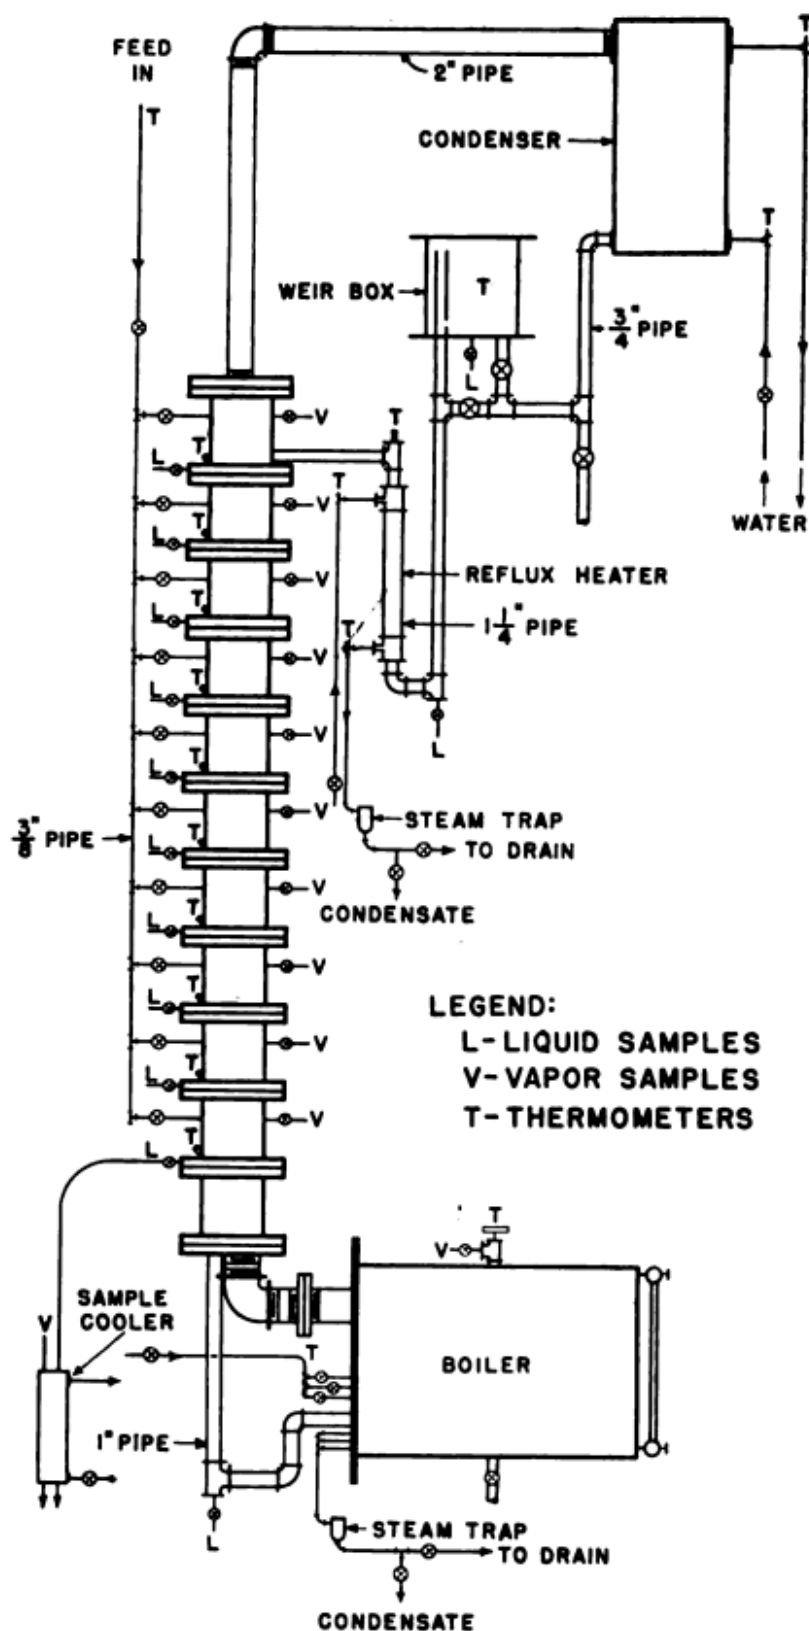 FEED
IN
T
2" PIPE
T
CONDENSER
T
WEIR BOX
T
3/4" PIPE
L
V
T
T
L
T
V
WATER
T
L
V
REFLUX HEATER
T
L
V
1 1/4" PIPE
T
T
L
V
T
L
V
L
T
L
V
STEAM TRAP
3/8" PIPE
TO DRAIN
T
L
V
CONDENSATE
T
L
V
T
L
V
LEGEND:
L-LIQUID SAMPLES
V-VAPOR SAMPLES
T-THERMOMETERS
T
L
V
T
L
T
V
SAMPLE
COOLER
V
T
BOILER
1" PIPE
L
STEAM TRAP
TO DRAIN
CONDENSATE